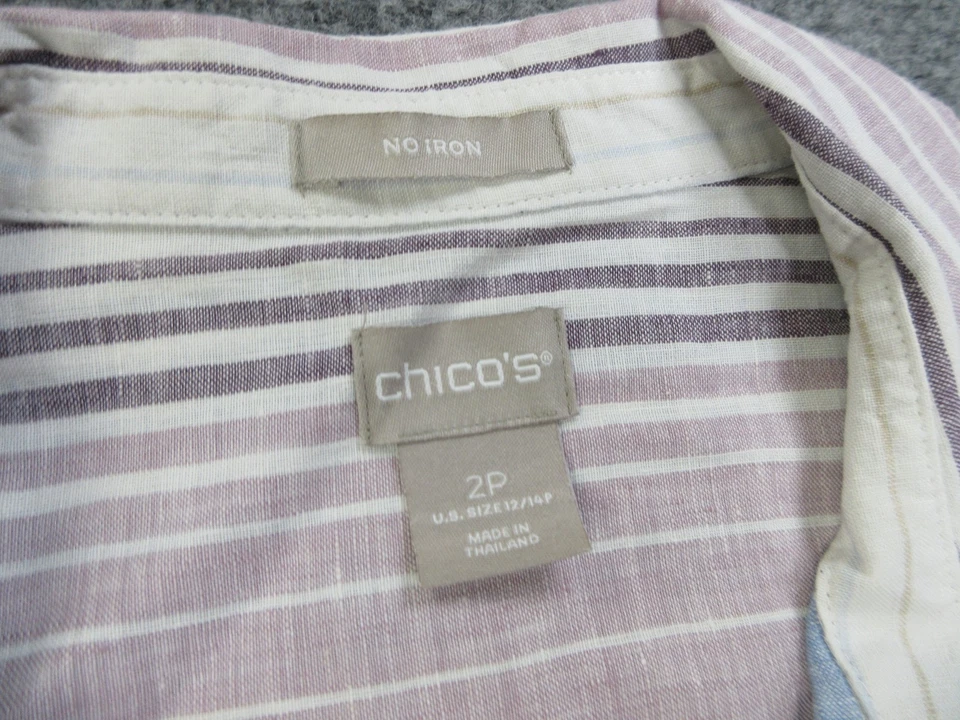 NO IRON
chico's®
2P
U.S. SIZE 12/14P
MADE IN
THAILAND